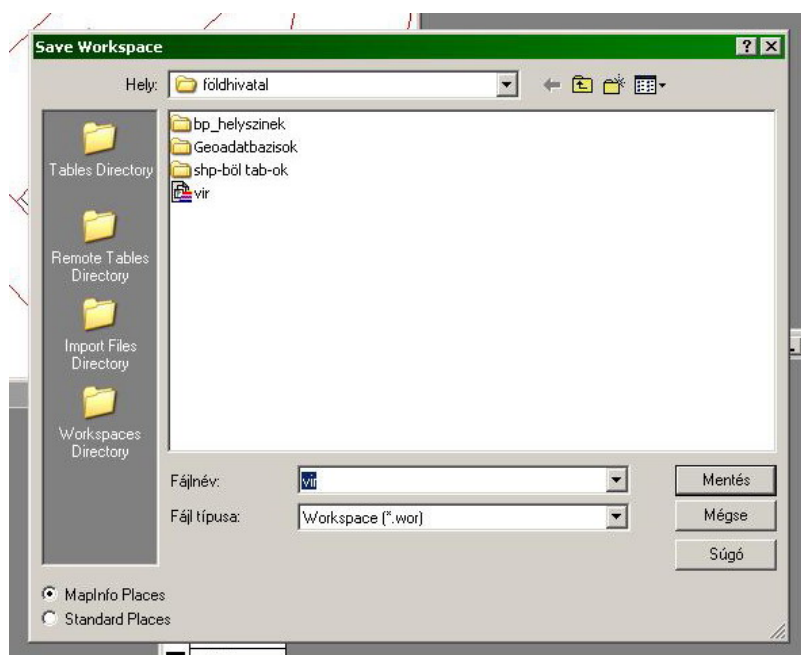 Save Workspace
Hely: földhivatal
bp_helyszinek
Geoadatbazisok
shp-böl tab-ok
vir
Tables Directory
Remote Tables
Directory
Import Files
Directory
Workspaces
Directory
Fájlnév: vir Mentés
Fájl típusa: Workspace (*.wor) Mégse
Súgó
MapInfo Places
Standard Places